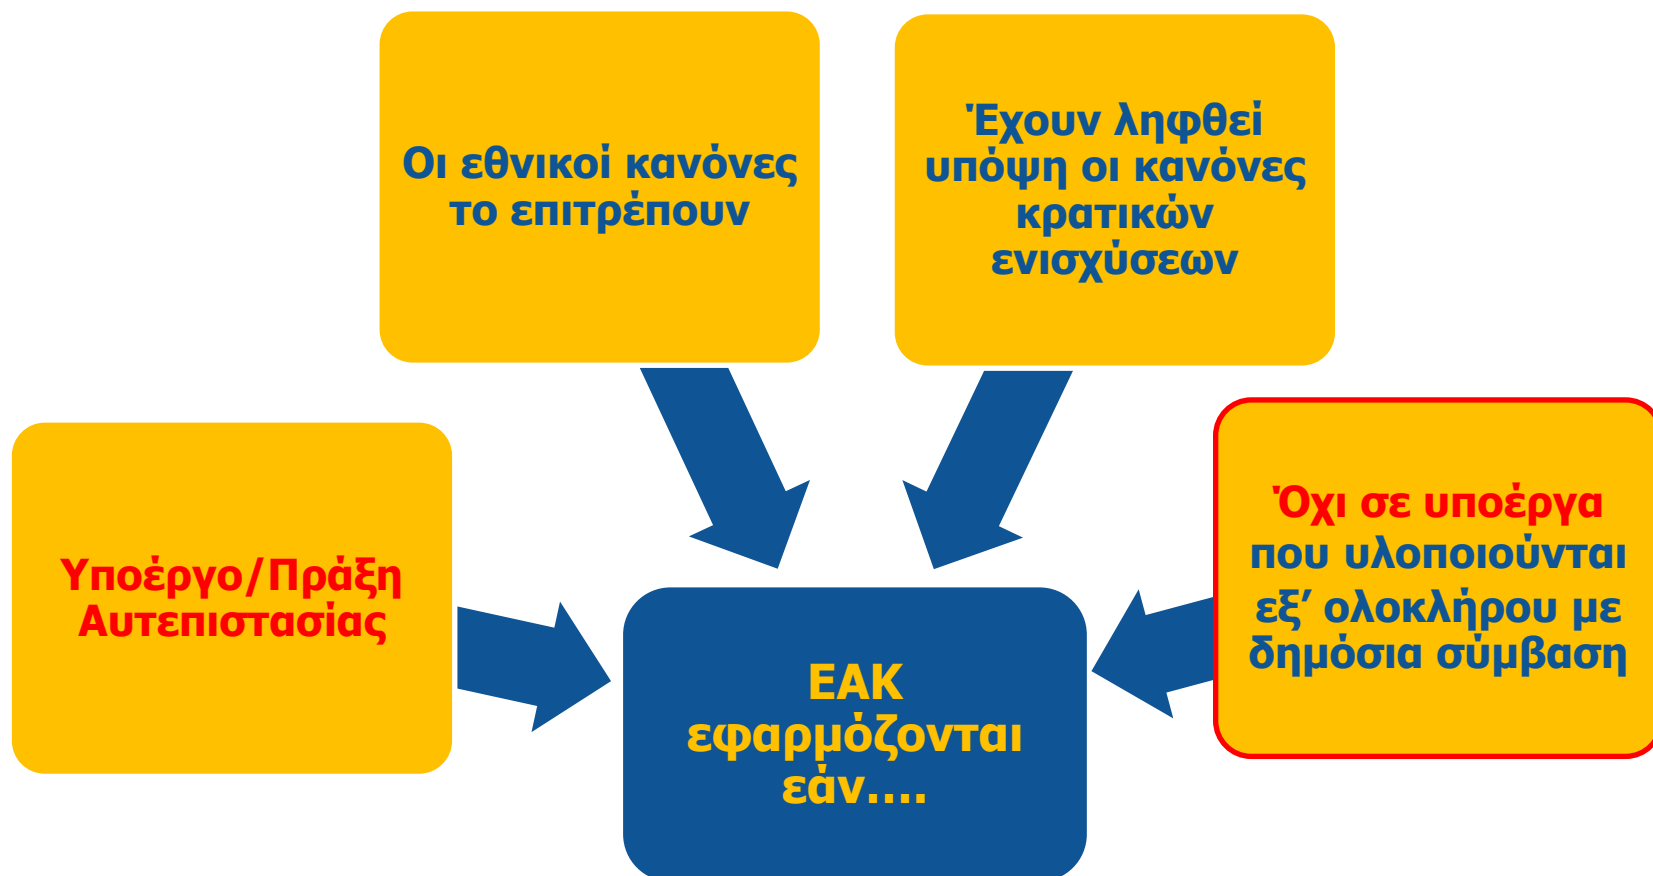 Οι εθνικοί κανόνες
το επιτρέπουν
Έχουν ληφθεί
υπόψη οι κανόνες
κρατικών
ενισχύσεων
Υποέργο/Πράξη
Αυτεπιστασίας
Όχι σε υποέργα
που υλοποιούνται
εξ’ ολοκλήρου με
δημόσια σύμβαση
ΕΑΚ
εφαρμόζονται
εάν....